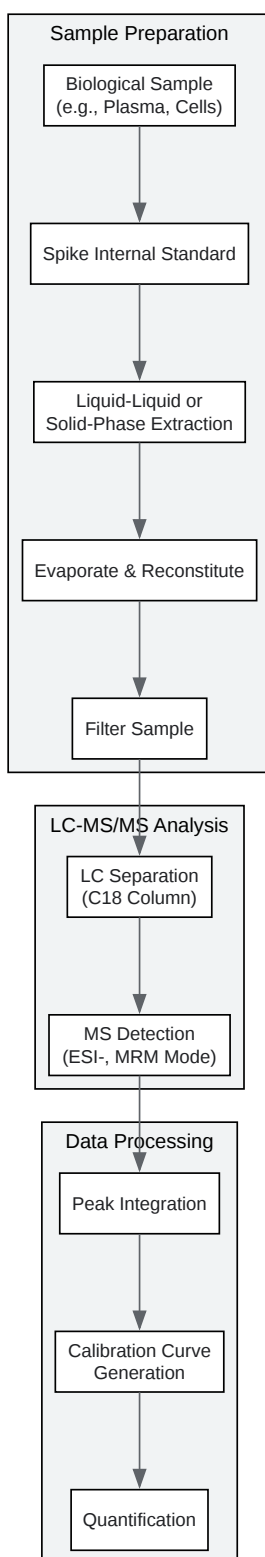 Sample Preparation
Biological Sample
(e.g., Plasma, Cells)
Spike Internal Standard
Liquid-Liquid or
Solid-Phase Extraction
Evaporate & Reconstitute
Filter Sample
LC-MS/MS Analysis
LC Separation
(C18 Column)
MS Detection
(ESI-, MRM Mode)
Data Processing
Peak Integration
Calibration Curve
Generation
Quantification